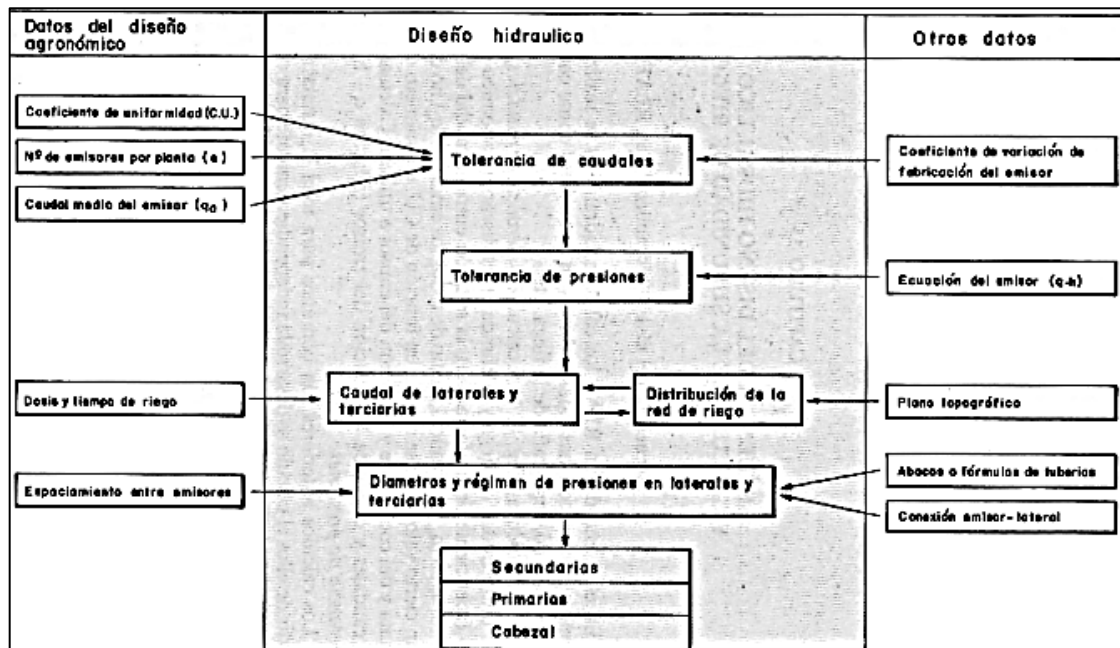 Datos del diseño
agronómico
Diseño hidraulico
Otros datos
Coeficiente de uniformidad (C.U.)
Nº de emisores por planta (e)
Caudal medio del emisor (qa)
Tolerancia de caudales
Coeficiente de variación de
fabricación del emisor
Tolerancia de presiones
Ecuación del emisor (q-h)
Dosis y tiempo de riego
Caudal de laterales y
terciarias
Distribución de la
red de riego
Plano topográfico
Espaciamiento entre emisores
Diametros y régimen de presiones en laterales y
terciarias
Abacos o fórmulas de tuberias
Conexión emisor-lateral
Secundarias
Primarias
Cabezal